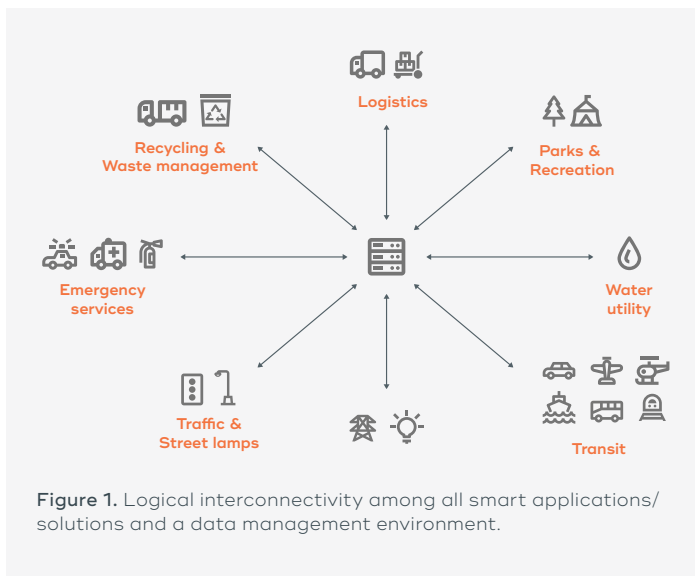 Logistics
Recycling &
Waste management
Parks &
Recreation
Emergency
services
Water
utility
Traffic &
Street lamps
Transit
Figure 1. Logical interconnectivity among all smart applications/
solutions and a data management environment.